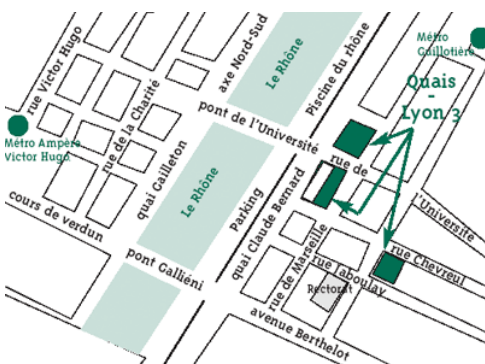 Métro
Guillotière
Quais
-
Lyon 3
axe Nord-Sud
Le Rhône
Piscine du rhône
rue Victor Hugo
rue de la Charité
pont de l'Université
rue de
l'Université
Métro Ampère
Victor Hugo
quai Gailleton
Le Rhône
Parking
quai Claude Bernard
cours de verdun
pont Galliéni
rue de Marseille
rue Jaboulay
rue Chevreul
Rectorat
avenue Berthelot